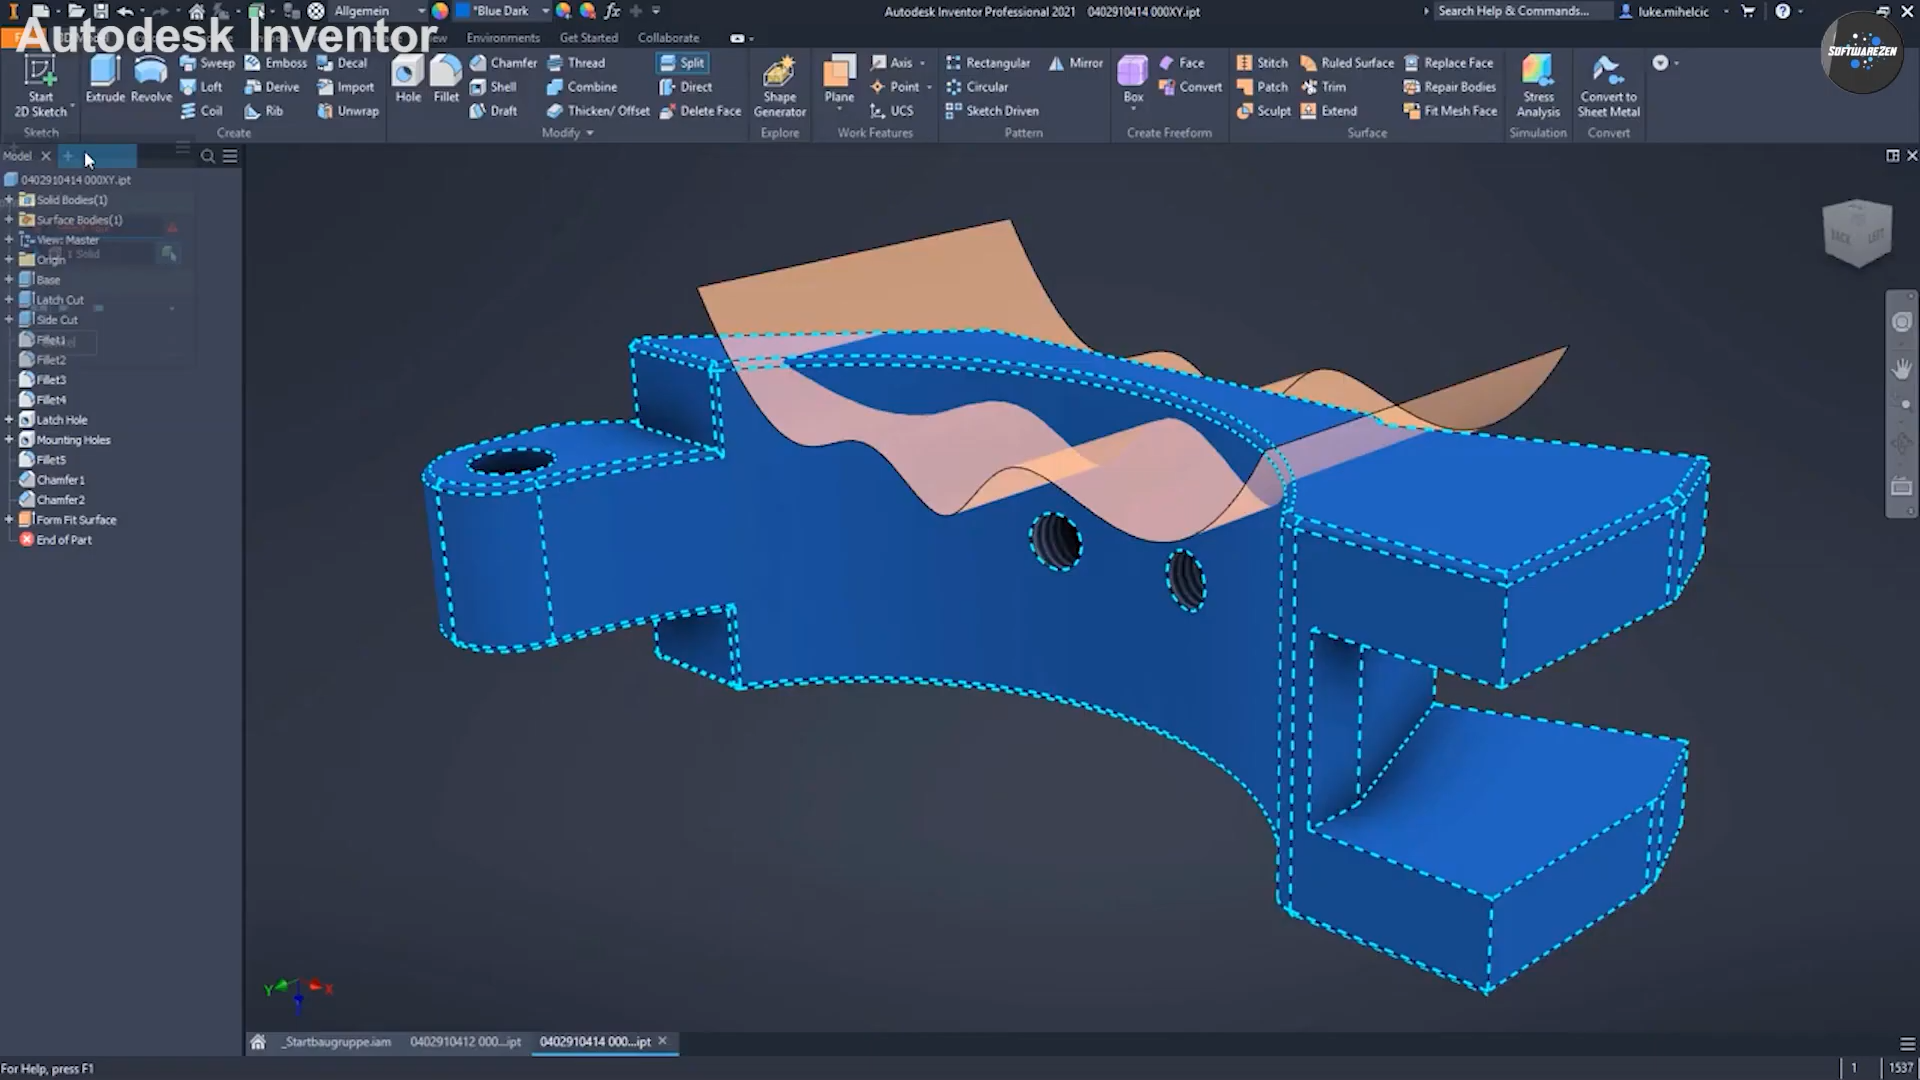 Allgemein
*Blue Dark
Autodesk Inventor Professional 2021 0402910414 000XY.ipt
Search Help & Commands...
luke.mihelcic
Autodesk Inventor
Environments
Get Started
Collaborate
SOFTWAREZEN
Start
2D Sketch
Extrude
Revolve
Sweep
Emboss
Decal
Loft
Derive
Import
Coil
Rib
Unwrap
Hole
Fillet
Chamfer
Thread
Split
Shell
Combine
Direct
Draft
Thicken/ Offset
Delete Face
Shape
Generator
Plane
Axis
Point
UCS
Rectangular
Mirror
Circular
Sketch Driven
Box
Face
Convert
Stitch
Ruled Surface
Replace Face
Patch
Trim
Repair Bodies
Sculpt
Extend
Fit Mesh Face
Stress
Analysis
Convert to
Sheet Metal
Sketch
Create
Modify
Explore
Work Features
Pattern
Create Freeform
Surface
Simulation
Convert
Model
0402910414 000XY.ipt
Solid Bodies(1)
Surface Bodies(1)
View: Master
1 Solid
Origin
Base
Latch Cut
Side Cut
Fillet1
Fillet2
Fillet3
Fillet4
Latch Hole
Mounting Holes
Fillet5
Chamfer1
Chamfer2
Form Fit Surface
End of Part
BACK
LEFT
Y
X
_Startbaugruppe.iam
0402910412 000...ipt
0402910414 000...ipt
For Help, press F1
1
1537